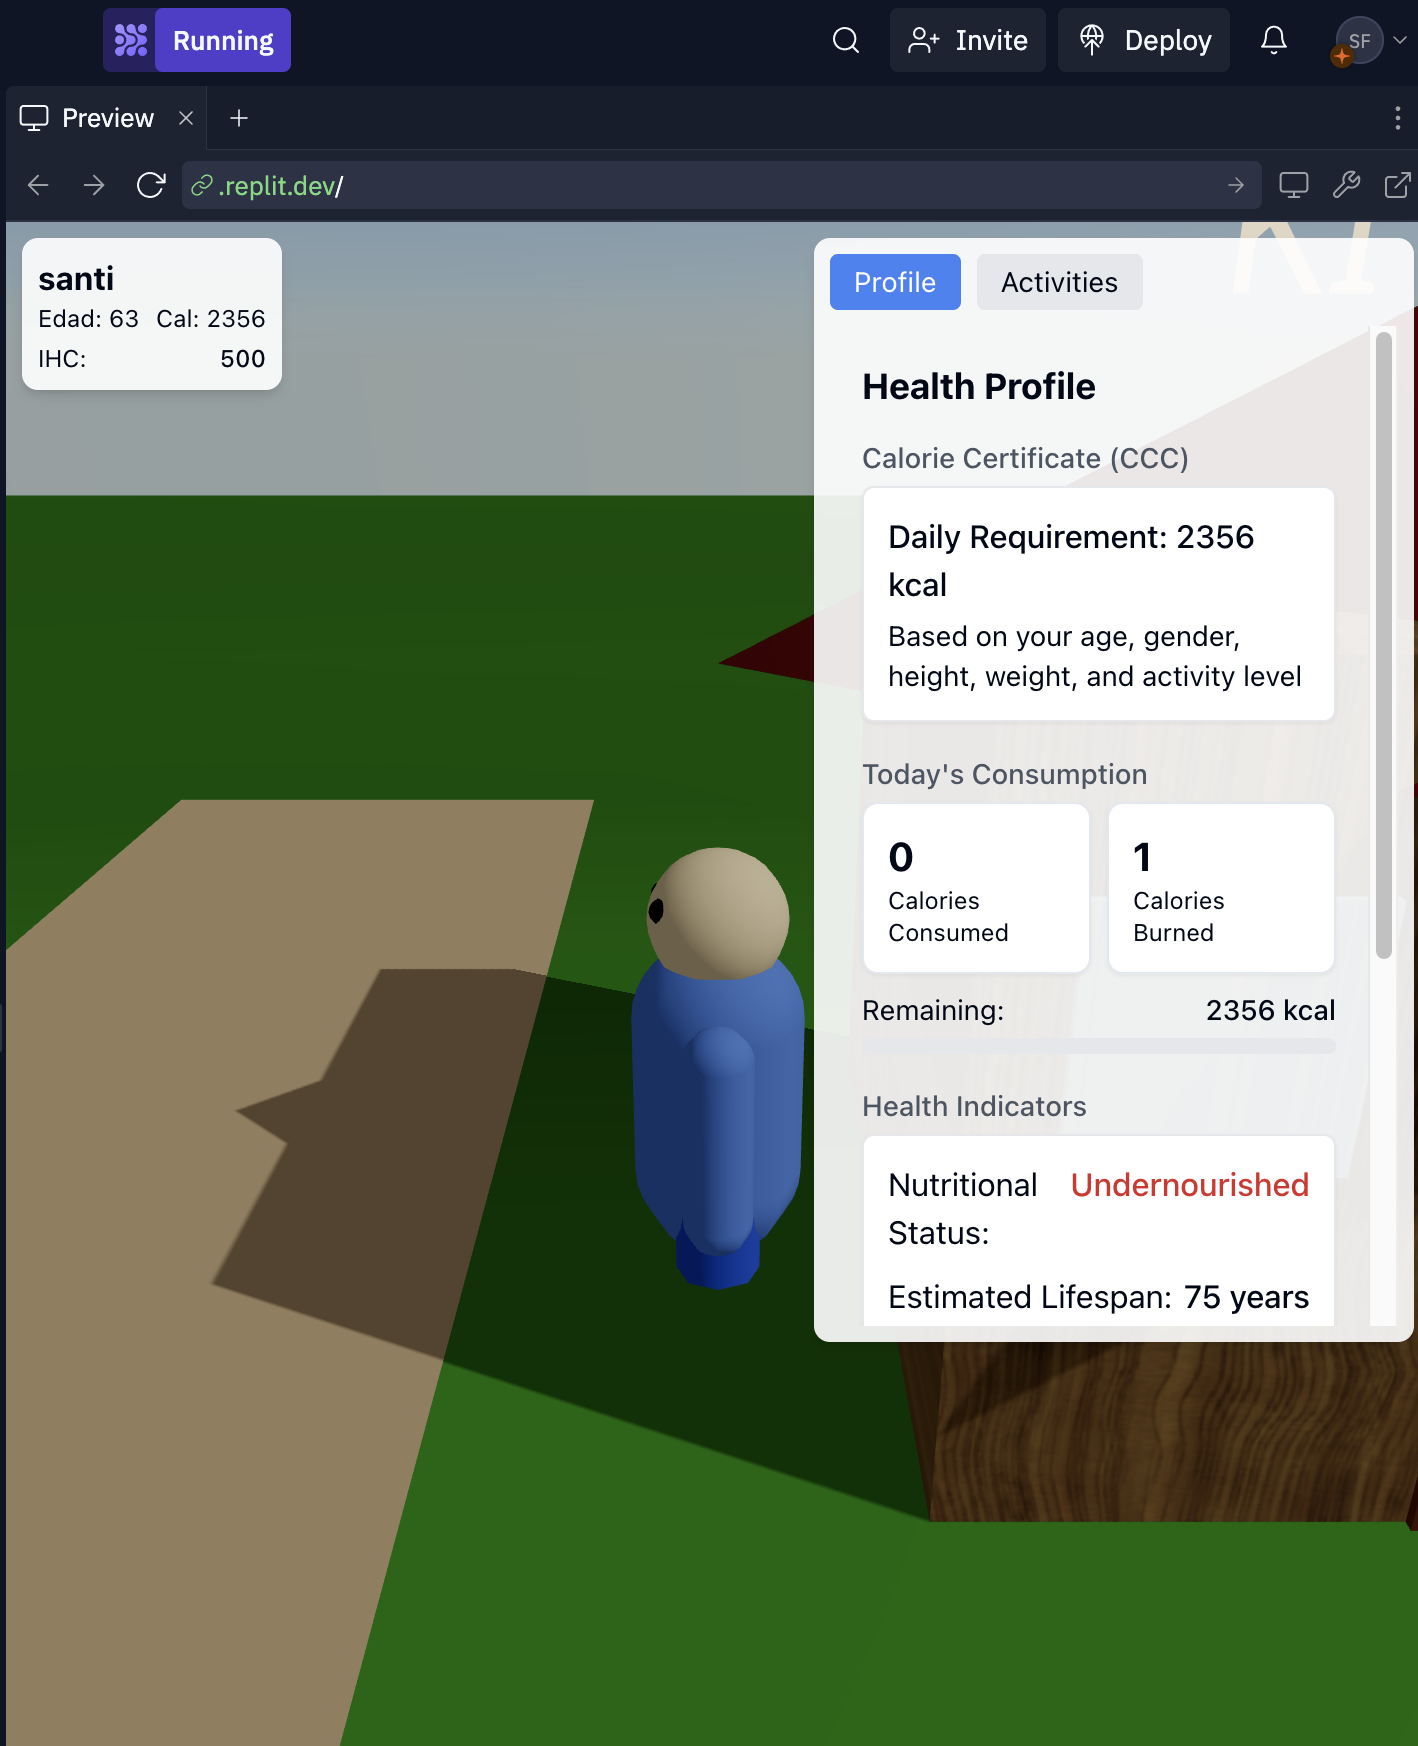 Running
Invite
Deploy
SF
Preview
.replit.dev/
santi
Edad: 63 Cal: 2356
IHC: 500
Profile
Activities
Health Profile
Calorie Certificate (CCC)
Daily Requirement: 2356
kcal
Based on your age, gender,
height, weight, and activity level
Today's Consumption
0
Calories
Consumed
1
Calories
Burned
Remaining: 2356 kcal
Health Indicators
Nutritional Undernourished
Status:
Estimated Lifespan: 75 years